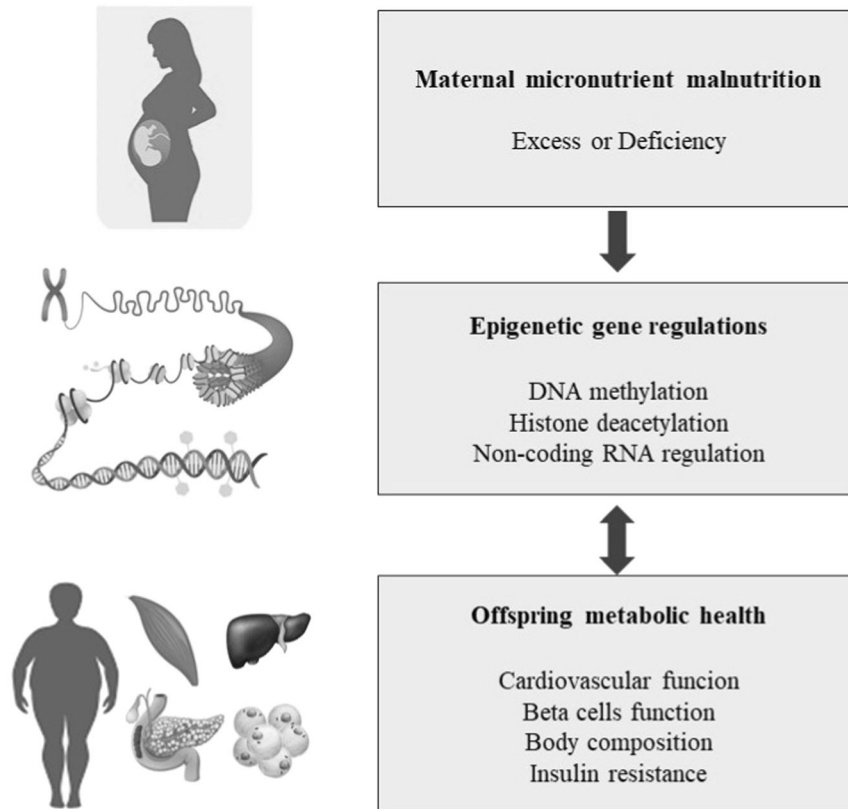 Maternal micronutrient malnutrition
Excess or Deficiency
Epigenetic gene regulations
DNA methylation
Histone deacetylation
Non-coding RNA regulation
Offspring metabolic health
Cardiovascular funcion
Beta cells function
Body composition
Insulin resistance